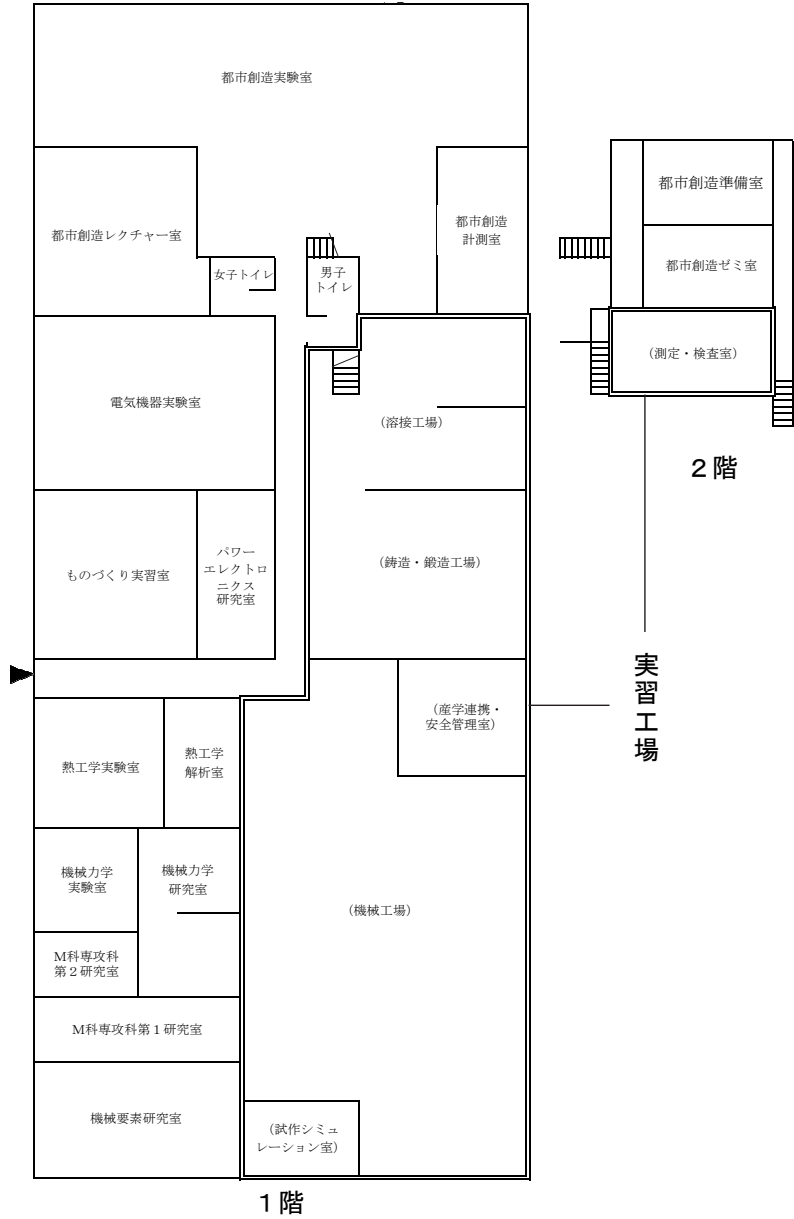 都市創造実験室
都市創造レクチャー室
都市創造
計測室
女子トイレ
男子
トイレ
電気機器実験室
(溶接工場)
ものづくり実習室
パワー
エレクトロ
ニクス
研究室
(鋳造・鍛造工場)
(産学連携・
安全管理室)
熱工学実験室
熱工学
解析室
機械力学
実験室
機械力学
研究室
(機械工場)
M科専攻科
第２研究室
M科専攻科第１研究室
機械要素研究室
(試作シミュ
レーション室)
１階
都市創造準備室
都市創造ゼミ室
(測定・検査室)
２階
実習工場